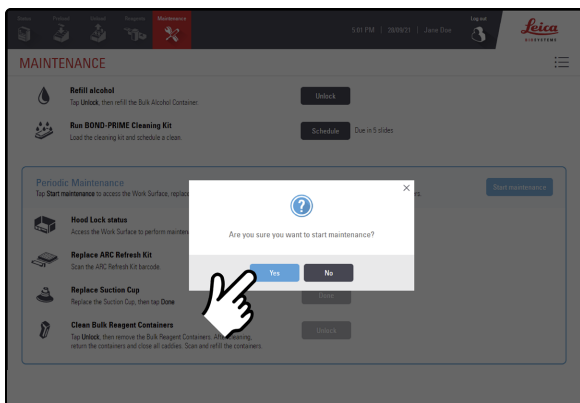 Status Preload Unload Reagents Maintenance
5:01 PM | 28/09/21 | Jane Doe
Log out
Leica
BIOSYSTEMS
MAINTENANCE
Refill alcohol
Tap Unlock, then refill the Bulk Alcohol Container.
Unlock
Run BOND-PRIME Cleaning Kit
Load the cleaning kit and schedule a clean.
Schedule
Due in 5 slides
Periodic Maintenance
Tap Start maintenance to access the Work Surface, replace
rs.
Start maintenance
Hood Lock status
Access the Work Surface to perform mainten
Replace ARC Refresh Kit
Scan the ARC Refresh Kit barcode
Replace Suction Cup
Replace the Suction Cup, then tap Done
Done
Clean Bulk Reagent Containers
Tap Unlock, then remove the Bulk Reagent Containers. After cleaning,
return the containers and close all caddies. Scan and refill the containers.
Unlock
Are you sure you want to start maintenance?
Yes
No